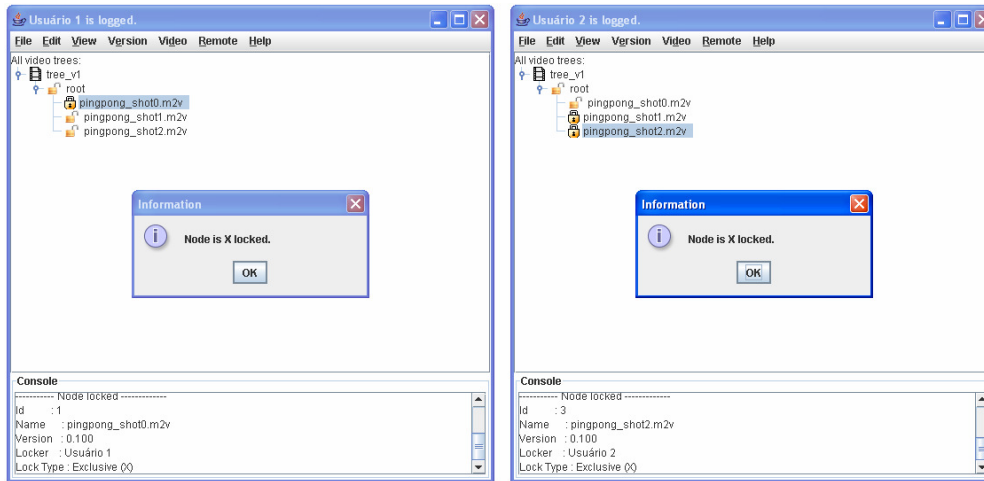 Usuário 1 is logged.
File Edit View Version Video Remote Help
All video trees:
tree_v1
root
pingpong_shot0.m2v
pingpong_shot1.m2v
pingpong_shot2.m2v
Information
Node is X locked.
OK
Console
---------- Node locked -------------
Id : 1
Name : pingpong_shot0.m2v
Version : 0.100
Locker : Usuário 1
Lock Type : Exclusive (X)
Usuário 2 is logged.
File Edit View Version Video Remote Help
All video trees:
tree_v1
root
pingpong_shot0.m2v
pingpong_shot1.m2v
pingpong_shot2.m2v
Information
Node is X locked.
OK
Console
---------- Node locked -------------
Id : 3
Name : pingpong_shot2.m2v
Version : 0.100
Locker : Usuário 2
Lock Type : Exclusive (X)